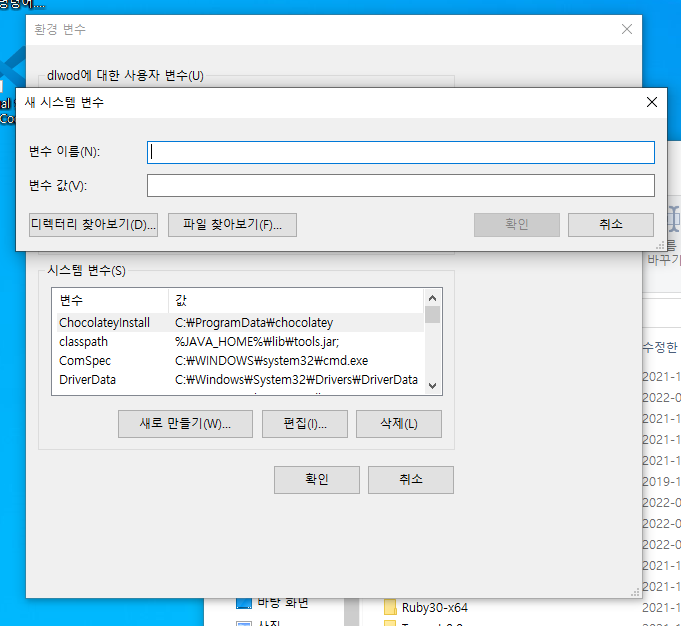 환경 변수
dlwod에 대한 사용자 변수(U)
새 시스템 변수
변수 이름(N):
변수 값(V):
디렉터리 찾아보기(D)...
파일 찾아보기(F)...
확인
취소
시스템 변수(S)
변수 값
ChocolateyInstall C:₩ProgramData₩chocolatey
classpath %JAVA_HOME%₩lib₩tools.jar;
ComSpec C:₩WINDOWS₩system32₩cmd.exe
DriverData C:₩Windows₩System32₩Drivers₩DriverData
새로 만들기(W)...
편집(I)...
삭제(L)
확인
취소
바꾸기
수정한
2021-1
2022-0
2021-1
2021-1
2021-1
2019-1
2022-0
2022-0
2022-0
2021-1
2021-1
2021-1
바탕 화면
Ruby30-x64
사진